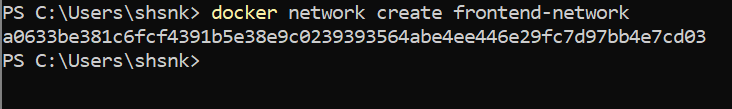 PS C:\Users\shsnk> docker network create frontend-network
a0633be381c6fcf4391b5e38e9c0239393564abe4ee446e29fc7d97bb4e7cd03
PS C:\Users\shsnk>